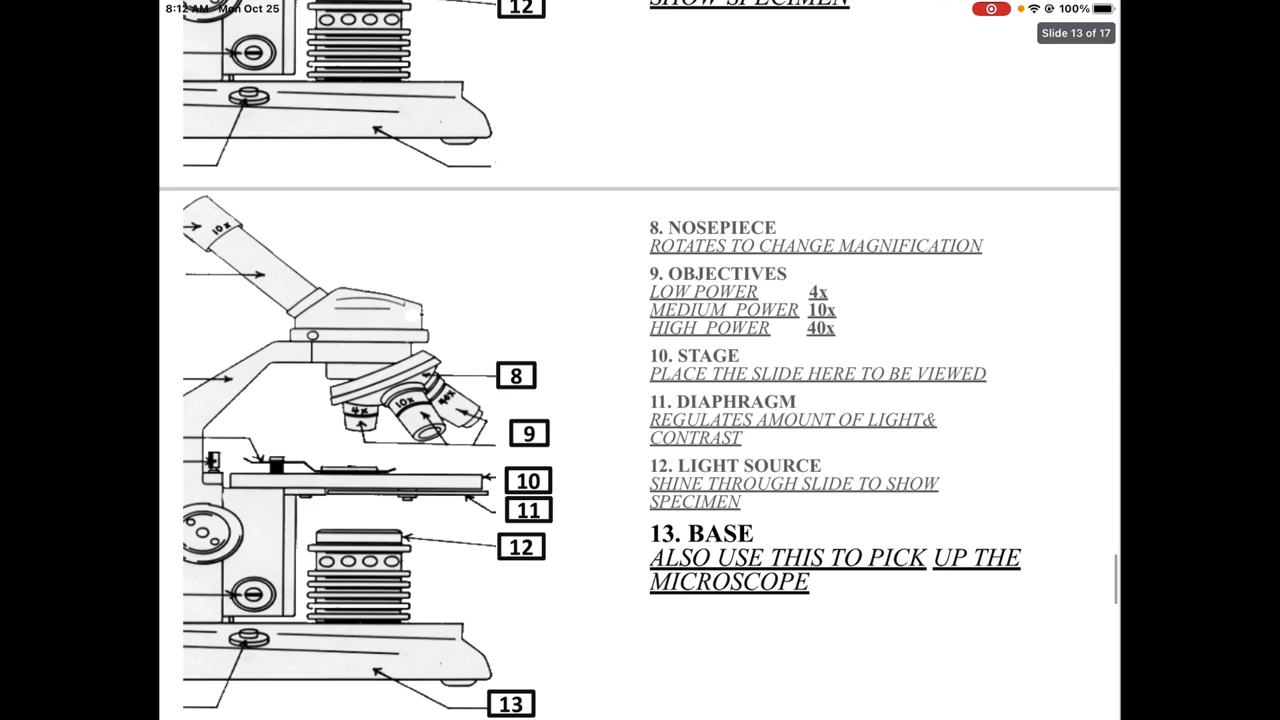 8:12 AM Mon Oct 25
100%
Slide 13 of 17
12
SHOW SPECIMEN
10x
4x
10x
40x
8
9
10
11
12
13
8. NOSEPIECE
ROTATES TO CHANGE MAGNIFICATION
9. OBJECTIVES
LOW POWER 4x
MEDIUM POWER 10x
HIGH POWER 40x
10. STAGE
PLACE THE SLIDE HERE TO BE VIEWED
11. DIAPHRAGM
REGULATES AMOUNT OF LIGHT&
CONTRAST
12. LIGHT SOURCE
SHINE THROUGH SLIDE TO SHOW
SPECIMEN
13. BASE
ALSO USE THIS TO PICK UP THE
MICROSCOPE